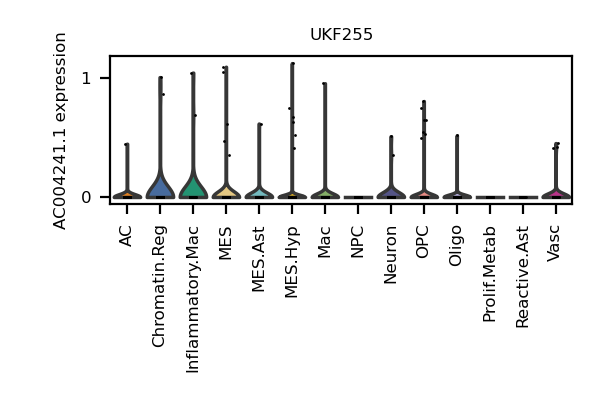 UKF255
AC004241.1 expression
1
0
AC
Chromatin.Reg
Inflammatory.Mac
MES
MES.Ast
MES.Hyp
Mac
NPC
Neuron
OPC
Oligo
Prolif.Metab
Reactive.Ast
Vasc